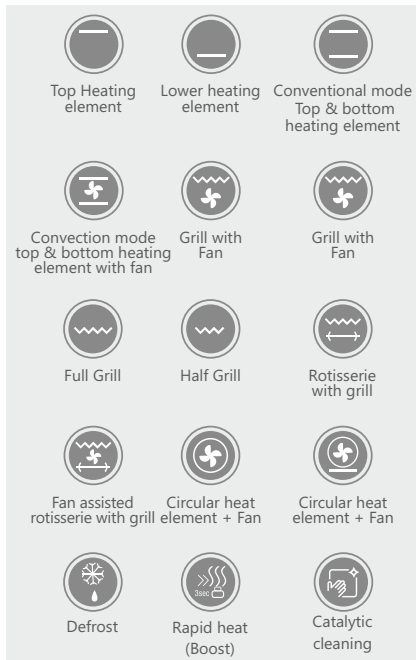 Top Heating
element
Lower heating
element
Conventional mode
Top & bottom
heating element
Convection mode
top & bottom heating
element with fan
Grill with
Fan
Grill with
Fan
Full Grill
Half Grill
Rotisserie
with grill
Fan assisted
rotisserie with grill
Circular heat
element + Fan
Circular heat
element + Fan
Defrost
3sec
Rapid heat
(Boost)
Catalytic
cleaning